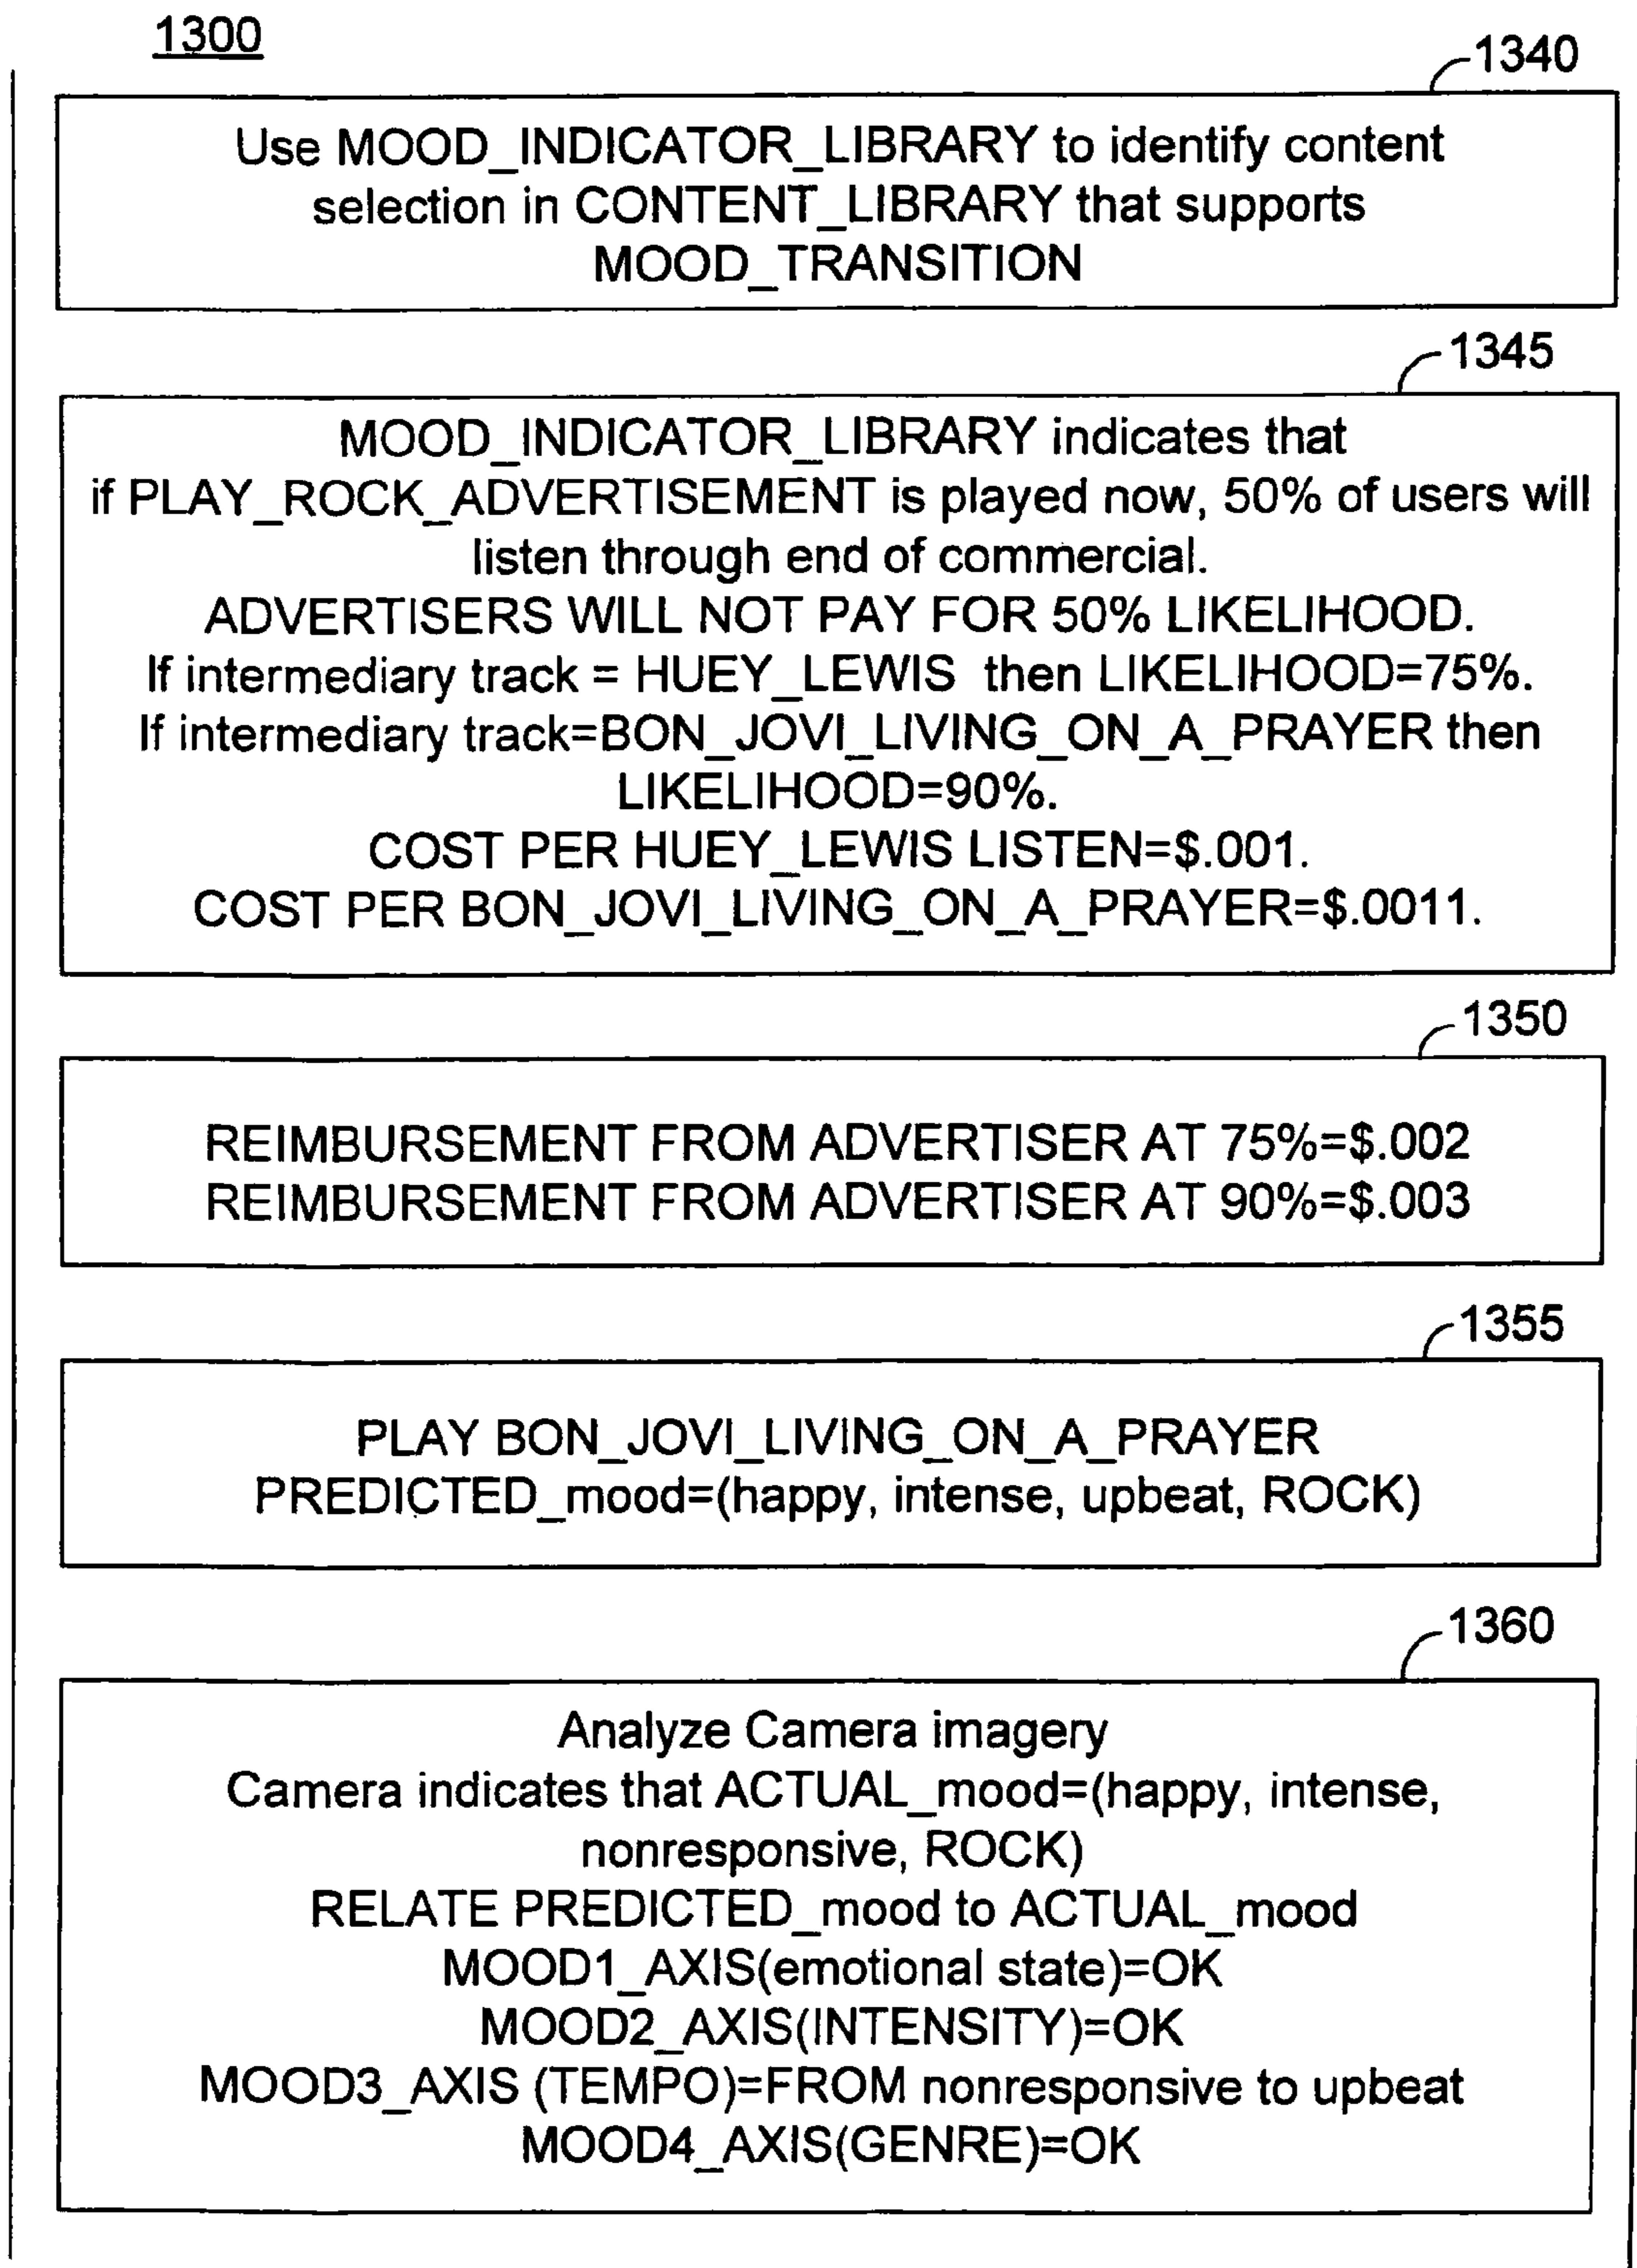 1300
1340
Use MOOD_INDICATOR_LIBRARY to identify content
selection in CONTENT_LIBRARY that supports
MOOD_TRANSITION
1345
MOOD_INDICATOR_LIBRARY indicates that
if PLAY_ROCK_ADVERTISEMENT is played now, 50% of users will
listen through end of commercial.
ADVERTISERS WILL NOT PAY FOR 50% LIKELIHOOD.
If intermediary track = HUEY_LEWIS then LIKELIHOOD=75%.
If intermediary track=BON_JOVI_LIVING_ON_A_PRAYER then
LIKELIHOOD=90%.
COST PER HUEY_LEWIS LISTEN=$.001.
COST PER BON_JOVI_LIVING_ON_A_PRAYER=$.0011.
1350
REIMBURSEMENT FROM ADVERTISER AT 75%=$.002
REIMBURSEMENT FROM ADVERTISER AT 90%=$.003
1355
PLAY BON_JOVI_LIVING_ON_A_PRAYER
PREDICTED_mood=(happy, intense, upbeat, ROCK)
1360
Analyze Camera imagery
Camera indicates that ACTUAL_mood=(happy, intense,
nonresponsive, ROCK)
RELATE PREDICTED_mood to ACTUAL_mood
MOOD1_AXIS(emotional state)=OK
MOOD2_AXIS(INTENSITY)=OK
MOOD3_AXIS (TEMPO)=FROM nonresponsive to upbeat
MOOD4_AXIS(GENRE)=OK